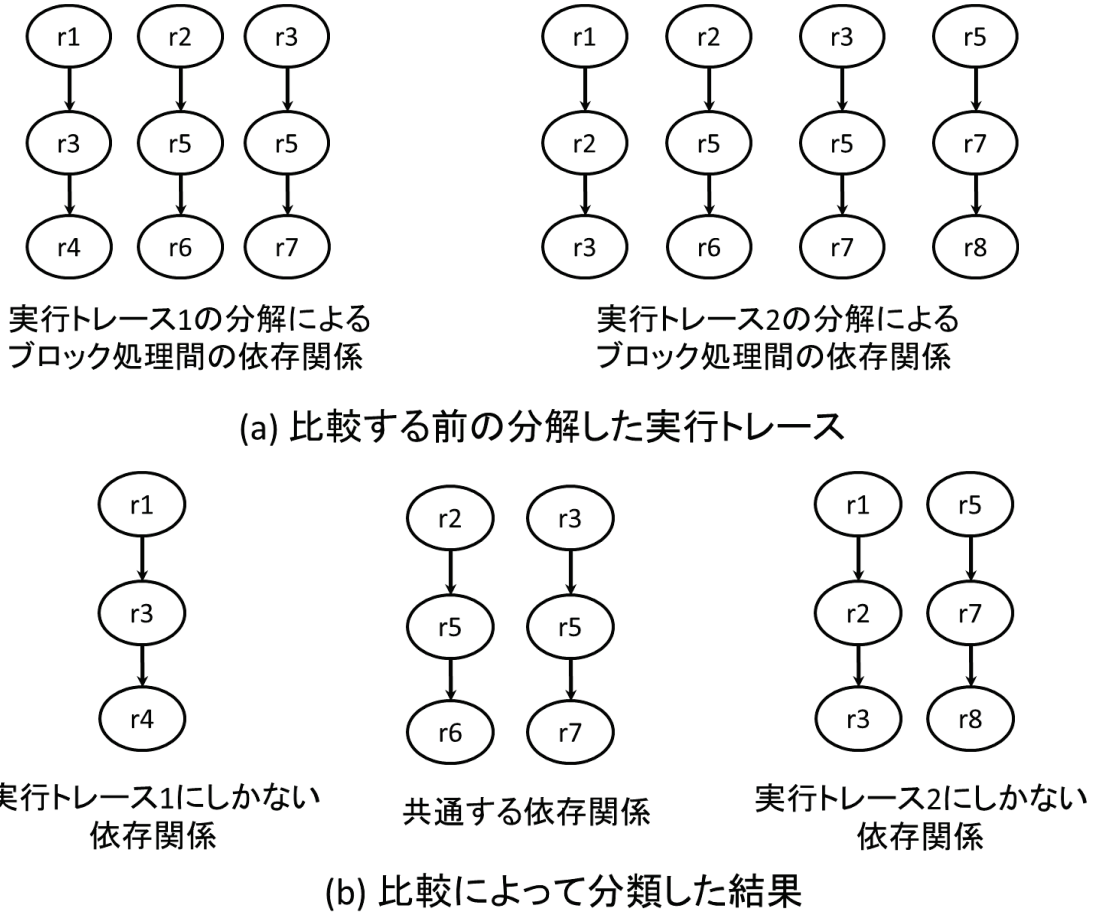 r1 r2 r3 r1 r2 r3 r5
r3 r5 r5 r2 r5 r5 r7
r4 r6 r7 r3 r6 r7 r8
実行トレース1の分解による
ブロック処理間の依存関係
実行トレース2の分解による
ブロック処理間の依存関係
(a) 比較する前の分解した実行トレース
r1 r2 r3 r1 r5
r3 r5 r5 r2 r7
r4 r6 r7 r3 r8
実行トレース1にしかない
依存関係
共通する依存関係
実行トレース2にしかない
依存関係
(b) 比較によって分類した結果